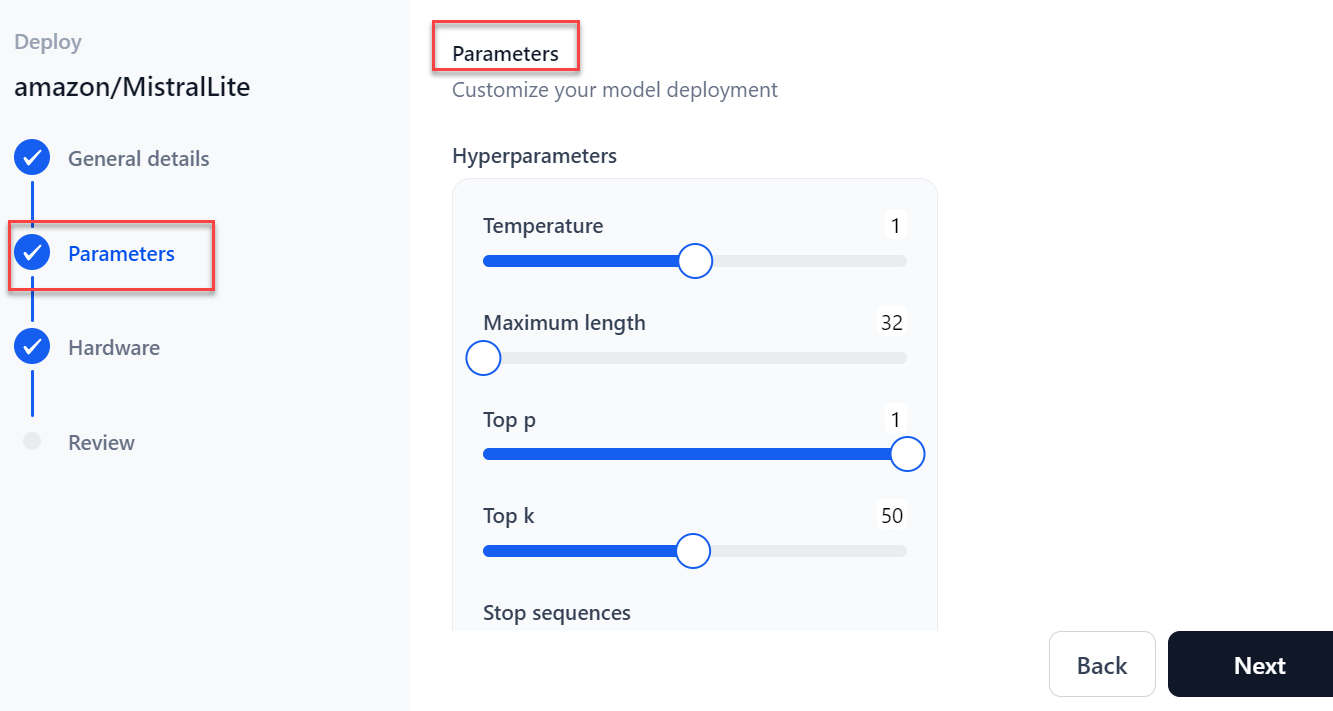 Deploy
amazon/MistralLite
General details
Parameters
Hardware
Review
Parameters
Customize your model deployment
Hyperparameters
Temperature 1
Maximum length 32
Top p 1
Top k 50
Stop sequences
Back Next